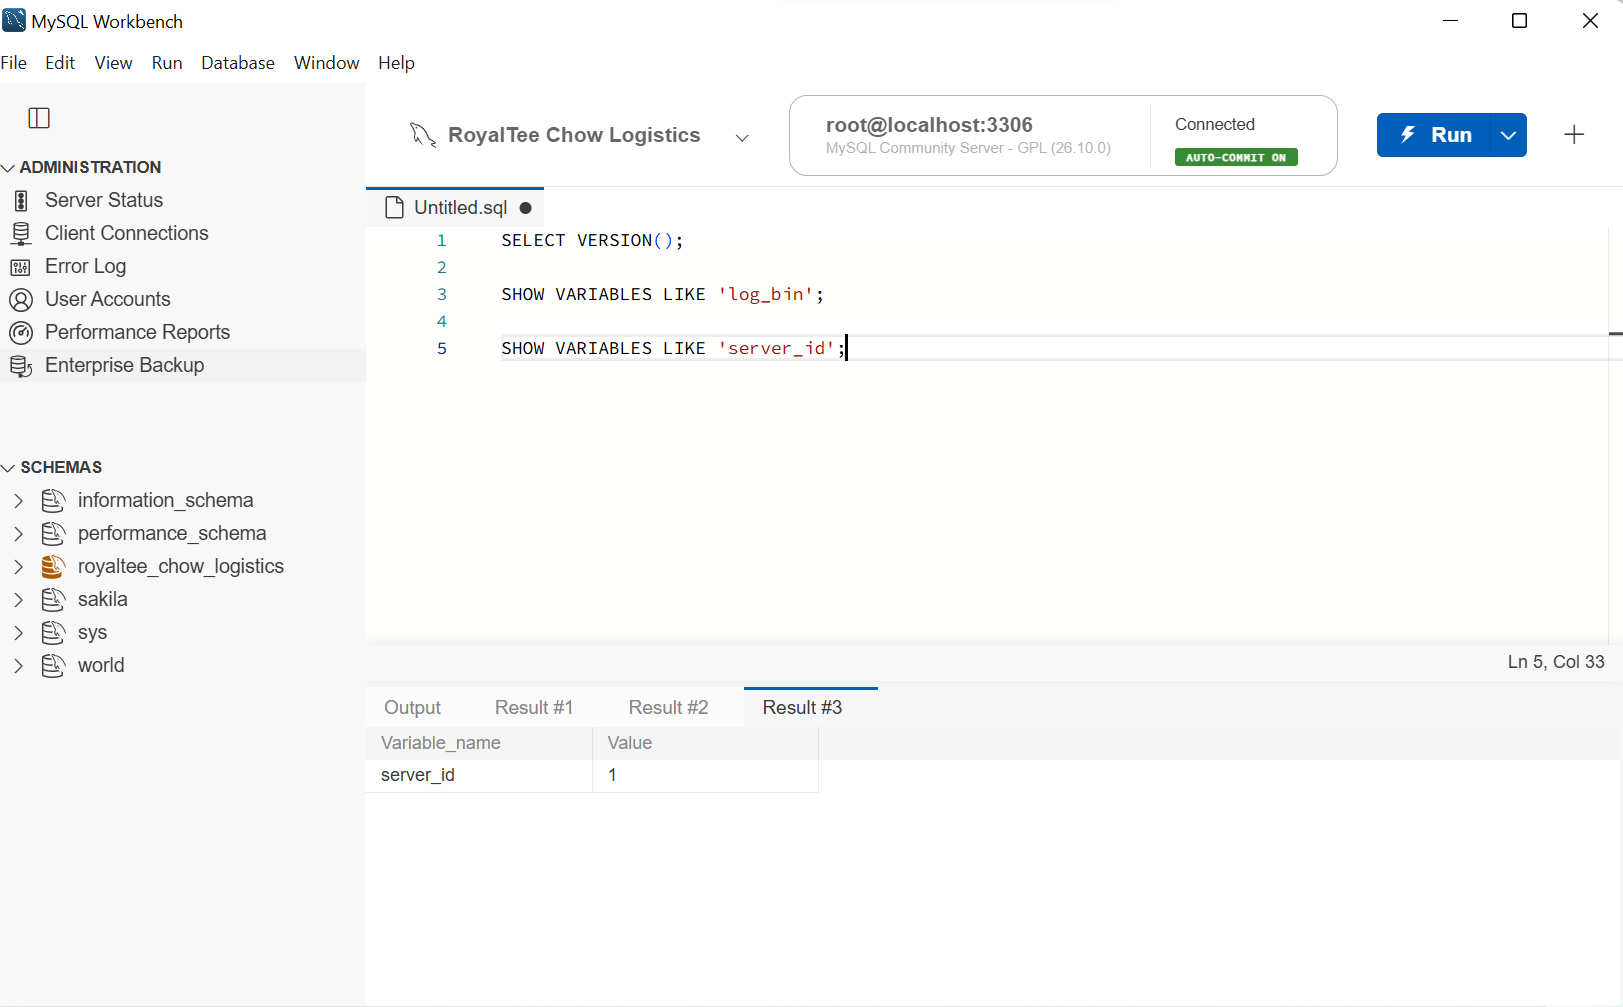 MySQL Workbench
File Edit View Run Database Window Help
RoyalTee Chow Logistics
root@localhost:3306
MySQL Community Server - GPL (26.10.0)
Connected
AUTO-COMMIT ON
Run
ADMINISTRATION
Server Status
Client Connections
Error Log
User Accounts
Performance Reports
Enterprise Backup
SCHEMAS
information_schema
performance_schema
royaltee_chow_logistics
sakila
sys
world
Untitled.sql
1 SELECT VERSION();
2
3 SHOW VARIABLES LIKE 'log_bin';
4
5 SHOW VARIABLES LIKE 'server_id';
Ln 5, Col 33
Output Result #1 Result #2 Result #3
Variable_name Value
server_id 1